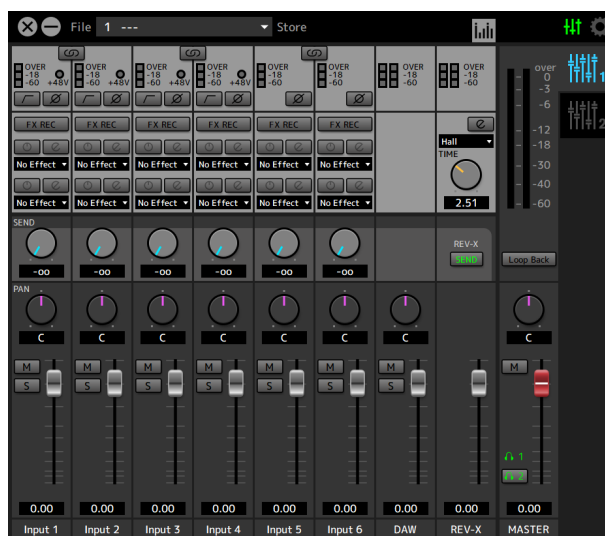 File 1 --- Store
OVER OVER OVER OVER OVER OVER OVER OVER over
-18 -18 -18 -18 -18 -18 -18 -18 0
-60 +48V -60 +48V -60 +48V -60 +48V -60 -60 -60 -60 -3
-6
FX REC FX REC FX REC FX REC FX REC FX REC -12
Hall -18
No Effect No Effect No Effect No Effect No Effect No Effect TIME -30
-40
No Effect No Effect No Effect No Effect No Effect No Effect 2.51 -60
1
2
SEND
REV-X
SEND Loop Back
-oo -oo -oo -oo -oo -oo
PAN
C C C C C C C C
M M M M M M M M
S S S S S S S
1
2
0.00 0.00 0.00 0.00 0.00 0.00 0.00 0.00 0.00
Input 1 Input 2 Input 3 Input 4 Input 5 Input 6 DAW REV-X MASTER